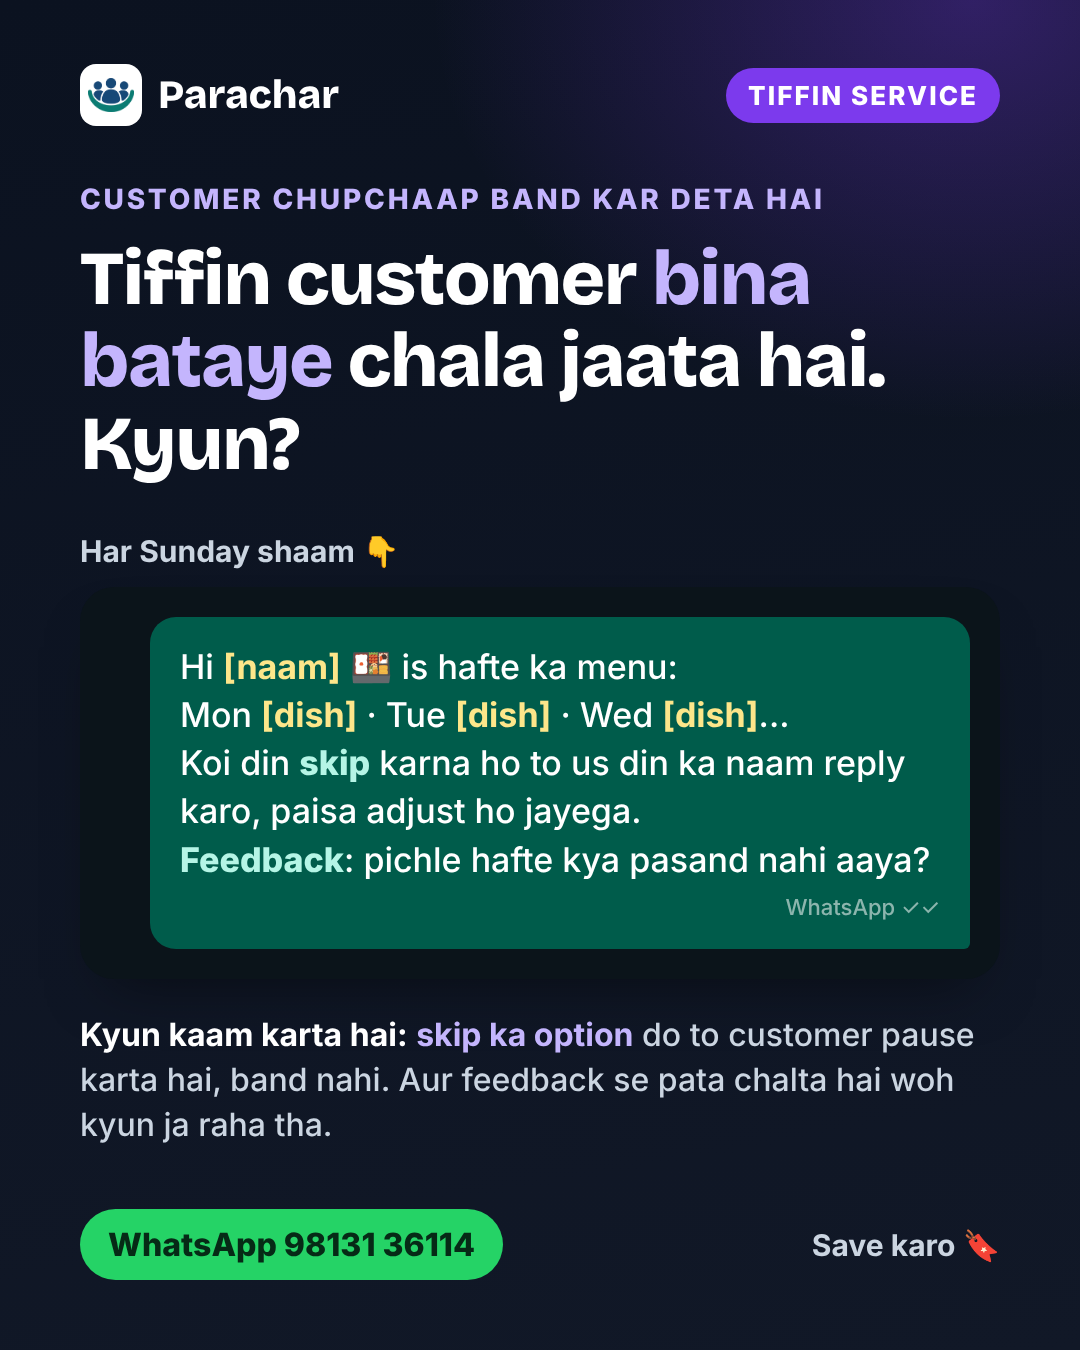 Parachar
TIFFIN SERVICE
CUSTOMER CHUPCHAAP BAND KAR DETA HAI
Tiffin customer bina
bataye chala jaata hai.
Kyun?
Har Sunday shaam 👇
Hi [naam] 🍱 is hafte ka menu:
Mon [dish] · Tue [dish] · Wed [dish]...
Koi din skip karna ho to us din ka naam reply
karo, paisa adjust ho jayega.
Feedback: pichle hafte kya pasand nahi aaya?
WhatsApp ✓✓
Kyun kaam karta hai: skip ka option do to customer pause
karta hai, band nahi. Aur feedback se pata chalta hai woh
kyun ja raha tha.
WhatsApp 98131 36114
Save karo 🔖